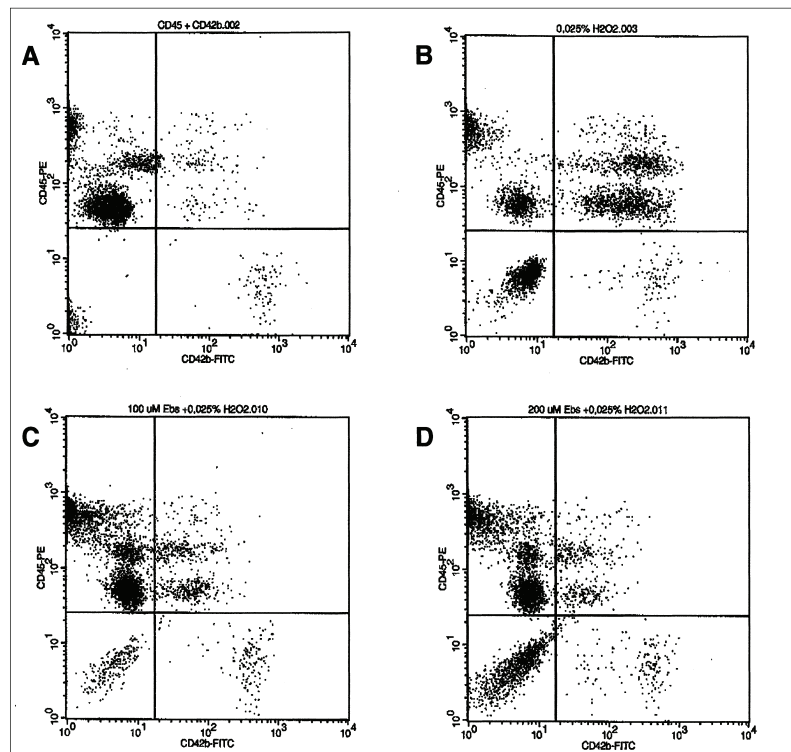 A
CD45 + CD42b.002
CD45-PE
10^4
10^3
10^2
10^1
10^0
10^0 10^1 10^2 10^3 10^4
CD42b-FITC
B
0,025% H2O2.003
CD45-PE
10^4
10^3
10^2
10^1
10^0
10^0 10^1 10^2 10^3 10^4
CD42b-FITC
C
100 uM Ebs +0,025% H2O2.010
CD45-PE
10^4
10^3
10^2
10^1
10^0
10^0 10^1 10^2 10^3 10^4
CD42b-FITC
D
200 uM Ebs +0,025% H2O2.011
CD45-PE
10^4
10^3
10^2
10^1
10^0
10^0 10^1 10^2 10^3 10^4
CD42b-FITC